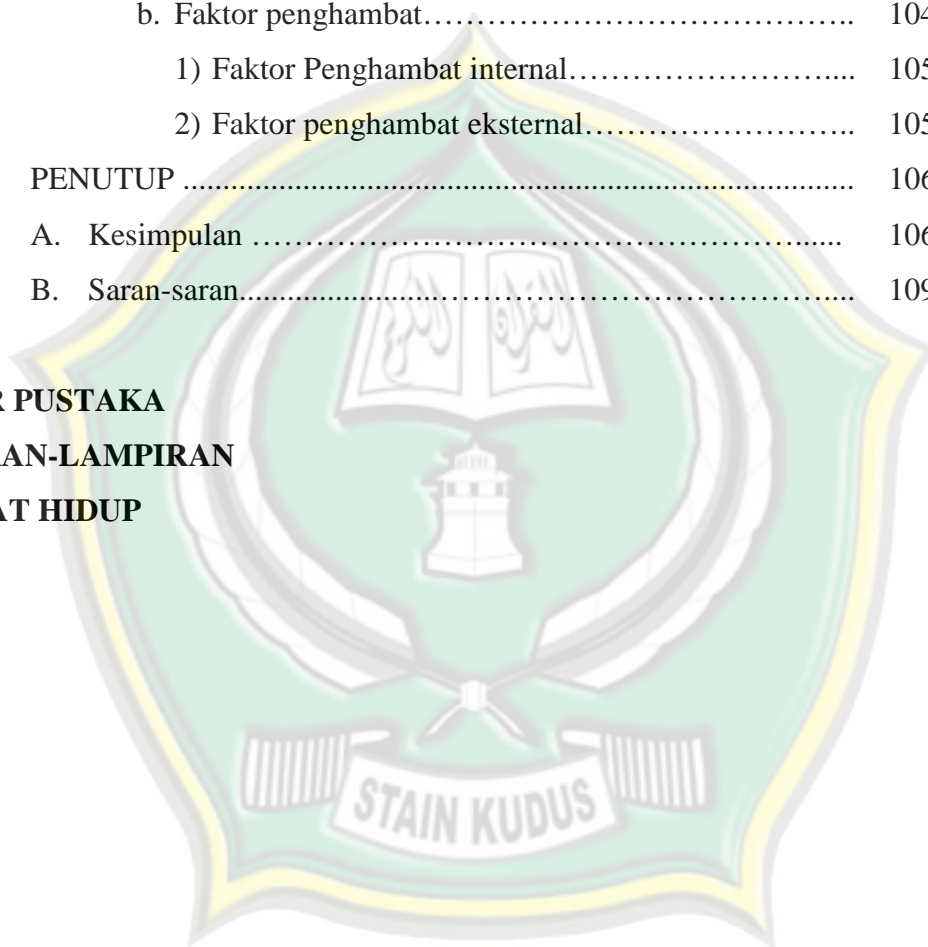 b. Faktor penghambat………………………………………….. 104
1) Faktor Penghambat internal……………………….... 105
2) Faktor penghambat eksternal…………………….. 105
PENUTUP .................................................................................. 106
A. Kesimpulan …………………………………………...... 106
B. Saran-saran.......................…………………………….... 109
R PUSTAKA
AN-LAMPIRAN
AT HIDUP
STAIN KUDUS